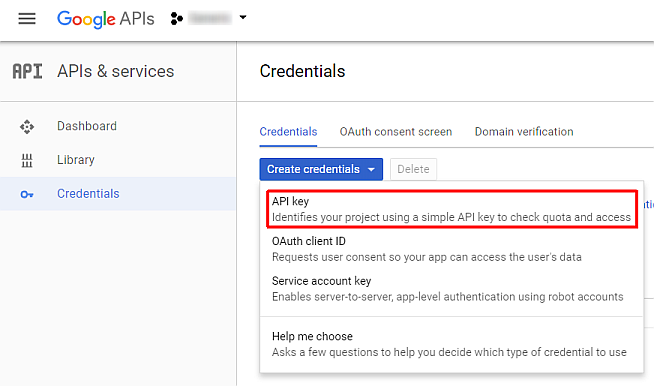 Google APIs
API APIs & services
Credentials
Dashboard
Library
Credentials
Credentials OAuth consent screen Domain verification
Create credentials Delete
API key
Identifies your project using a simple API key to check quota and access
OAuth client ID
Requests user consent so your app can access the user's data
Service account key
Enables server-to-server, app-level authentication using robot accounts
Help me choose
Asks a few questions to help you decide which type of credential to use